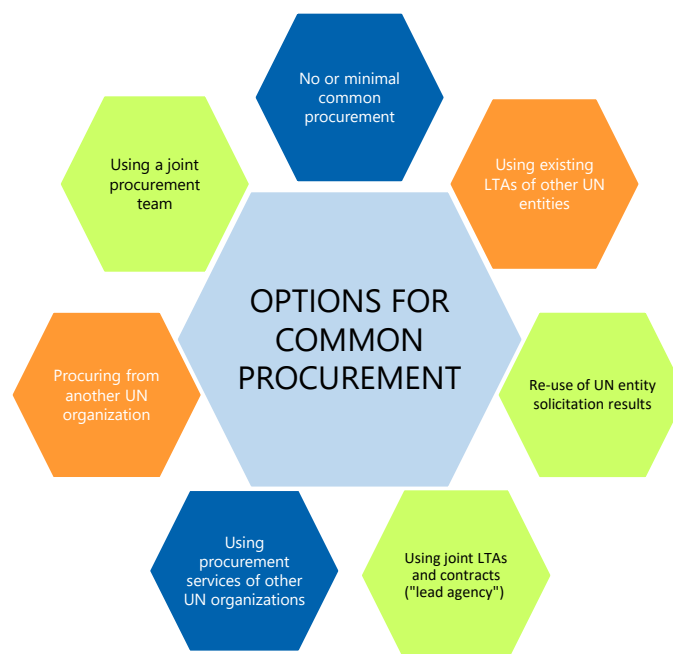 No or minimal
common
procurement
Using existing
LTAs of other UN
entities
Re-use of UN entity
solicitation results
Using joint LTAs
and contracts
("lead agency")
Using
procurement
services of other
UN organizations
Procuring from
another UN
organization
Using a joint
procurement
team
OPTIONS FOR
COMMON
PROCUREMENT